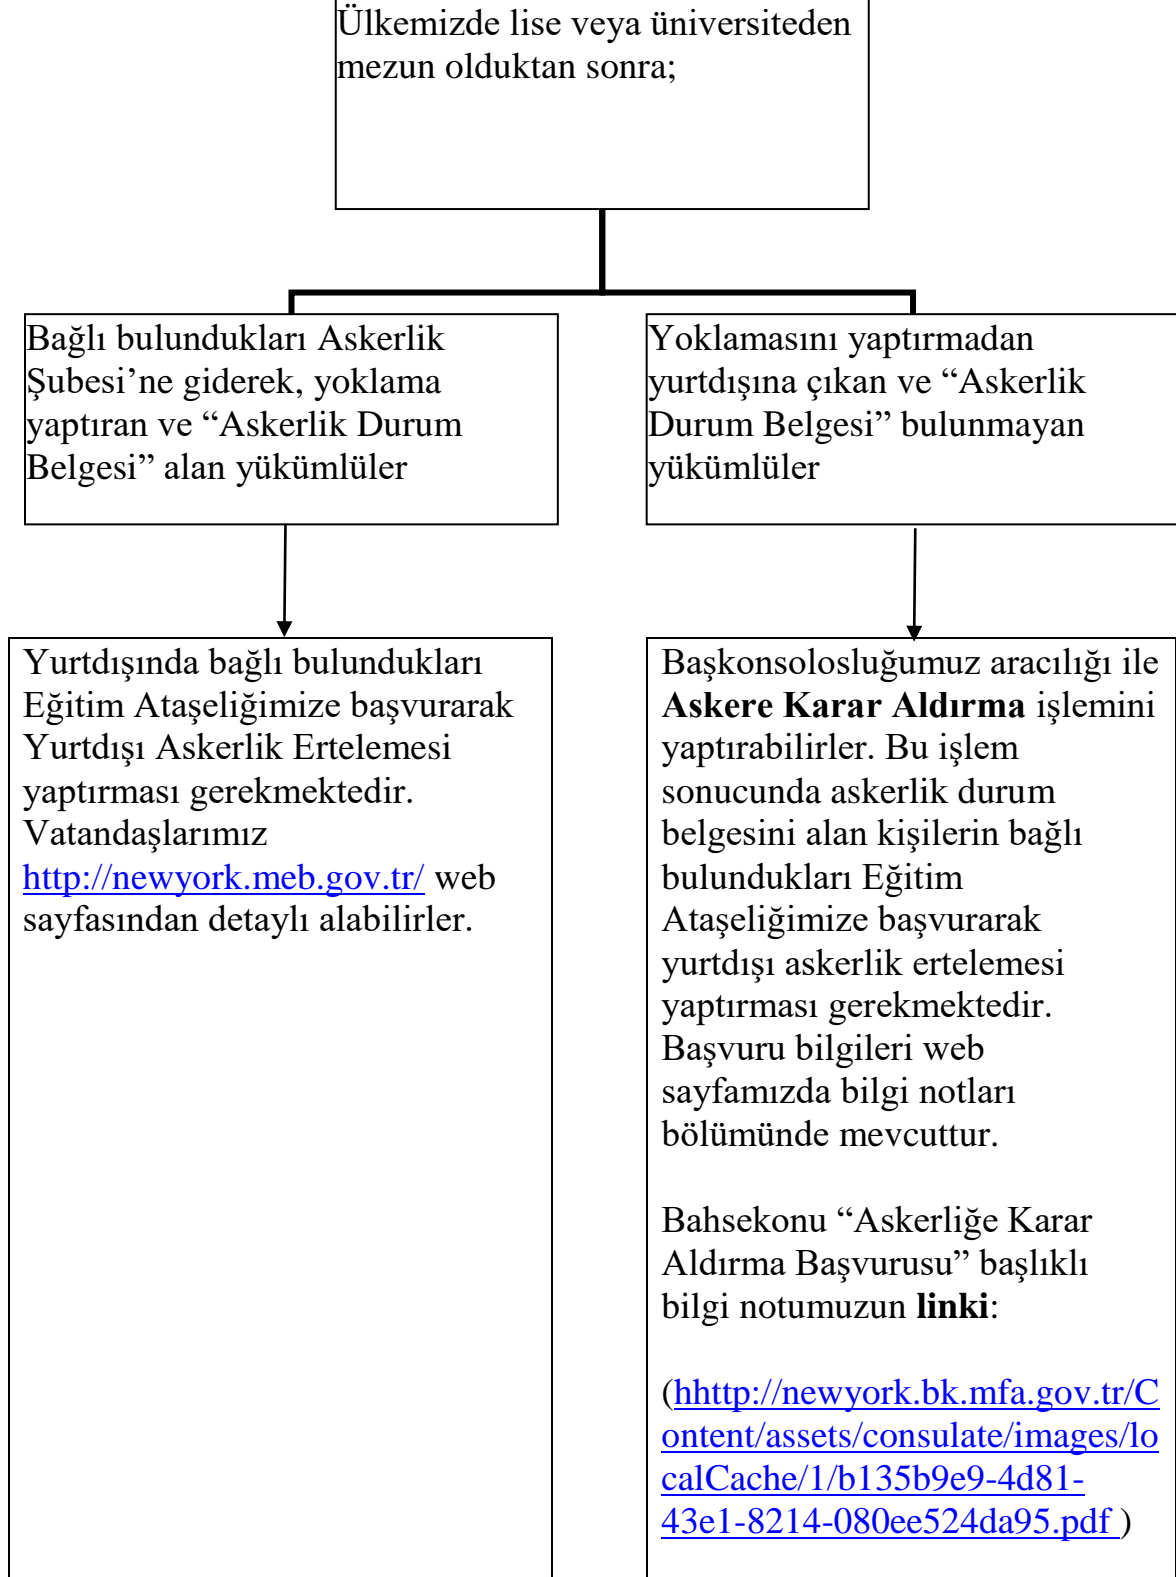 Ülkemizde lise veya üniversiteden
mezun olduktan sonra;
Bağlı bulundukları Askerlik
Şubesi’ne giderek, yoklama
yaptıran ve “Askerlik Durum
Belgesi” alan yükümlüler
Yoklamasını yaptırmadan
yurtdışına çıkan ve “Askerlik
Durum Belgesi” bulunmayan
yükümlüler
Yurtdışında bağlı bulundukları
Eğitim Ataşeliğimize başvurarak
Yurtdışı Askerlik Ertelemesi
yaptırması gerekmektedir.
Vatandaşlarımız
http://newyork.meb.gov.tr/ web
sayfasından detaylı alabilirler.
Başkonsolosluğumuz aracılığı ile
Askere Karar Aldırma işlemini
yaptırabilirler. Bu işlem
sonucunda askerlik durum
belgesini alan kişilerin bağlı
bulundukları Eğitim
Ataşeliğimize başvurarak
yurtdışı askerlik ertelemesi
yaptırması gerekmektedir.
Başvuru bilgileri web
sayfamızda bilgi notları
bölümünde mevcuttur.
Bahsekonu “Askerliğe Karar
Aldırma Başvurusu” başlıklı
bilgi notumuzun linki:
(hhttp://newyork.bk.mfa.gov.tr/C
ontent/assets/consulate/images/lo
calCache/1/b135b9e9-4d81-
43e1-8214-080ee524da95.pdf )